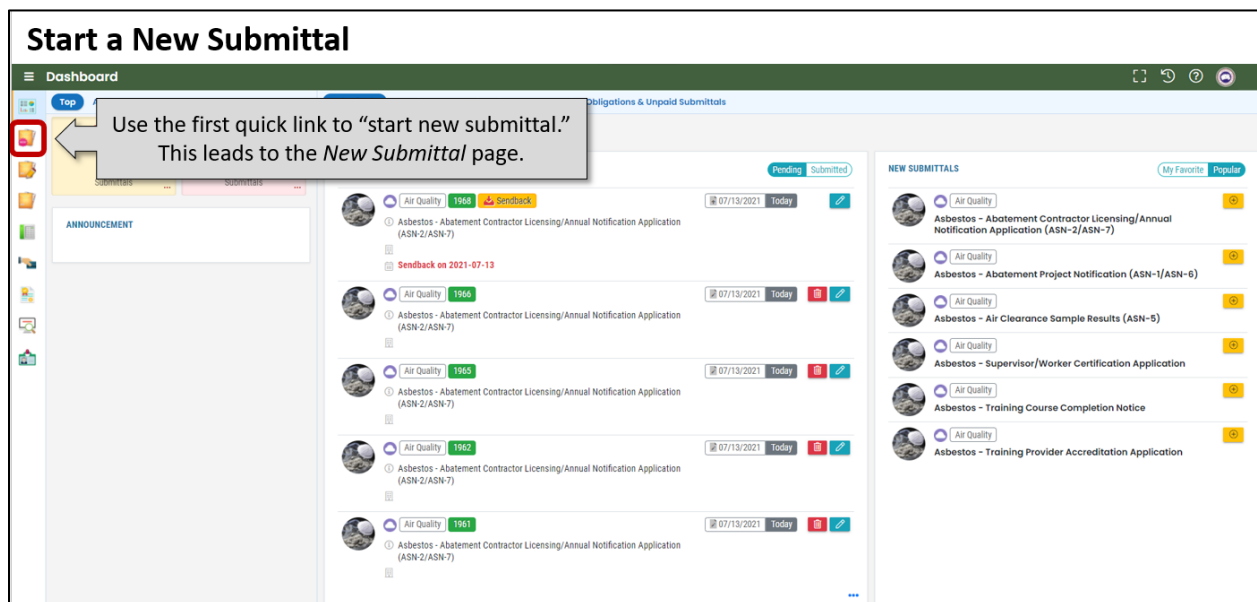 Start a New Submittal
Dashboard
Top
Obligations & Unpaid Submittals
Use the first quick link to “start new submittal.”
This leads to the New Submittal page.
Submittals ...
Submittals ...
ANNOUNCEMENT
Pending Submitted
Air Quality 1968 Sendback 07/13/2021 Today
Asbestos - Abatement Contractor Licensing/Annual Notification Application
(ASN-2/ASN-7)
Sendback on 2021-07-13
Air Quality 1966 07/13/2021 Today
Asbestos - Abatement Contractor Licensing/Annual Notification Application
(ASN-2/ASN-7)
Air Quality 1965 07/13/2021 Today
Asbestos - Abatement Contractor Licensing/Annual Notification Application
(ASN-2/ASN-7)
Air Quality 1962 07/13/2021 Today
Asbestos - Abatement Contractor Licensing/Annual Notification Application
(ASN-2/ASN-7)
Air Quality 1961 07/13/2021 Today
Asbestos - Abatement Contractor Licensing/Annual Notification Application
(ASN-2/ASN-7)
...
NEW SUBMITTALS
My Favorite Popular
Air Quality
Asbestos - Abatement Contractor Licensing/Annual
Notification Application (ASN-2/ASN-7)
Air Quality
Asbestos - Abatement Project Notification (ASN-1/ASN-6)
Air Quality
Asbestos - Air Clearance Sample Results (ASN-5)
Air Quality
Asbestos - Supervisor/Worker Certification Application
Air Quality
Asbestos - Training Course Completion Notice
Air Quality
Asbestos - Training Provider Accreditation Application